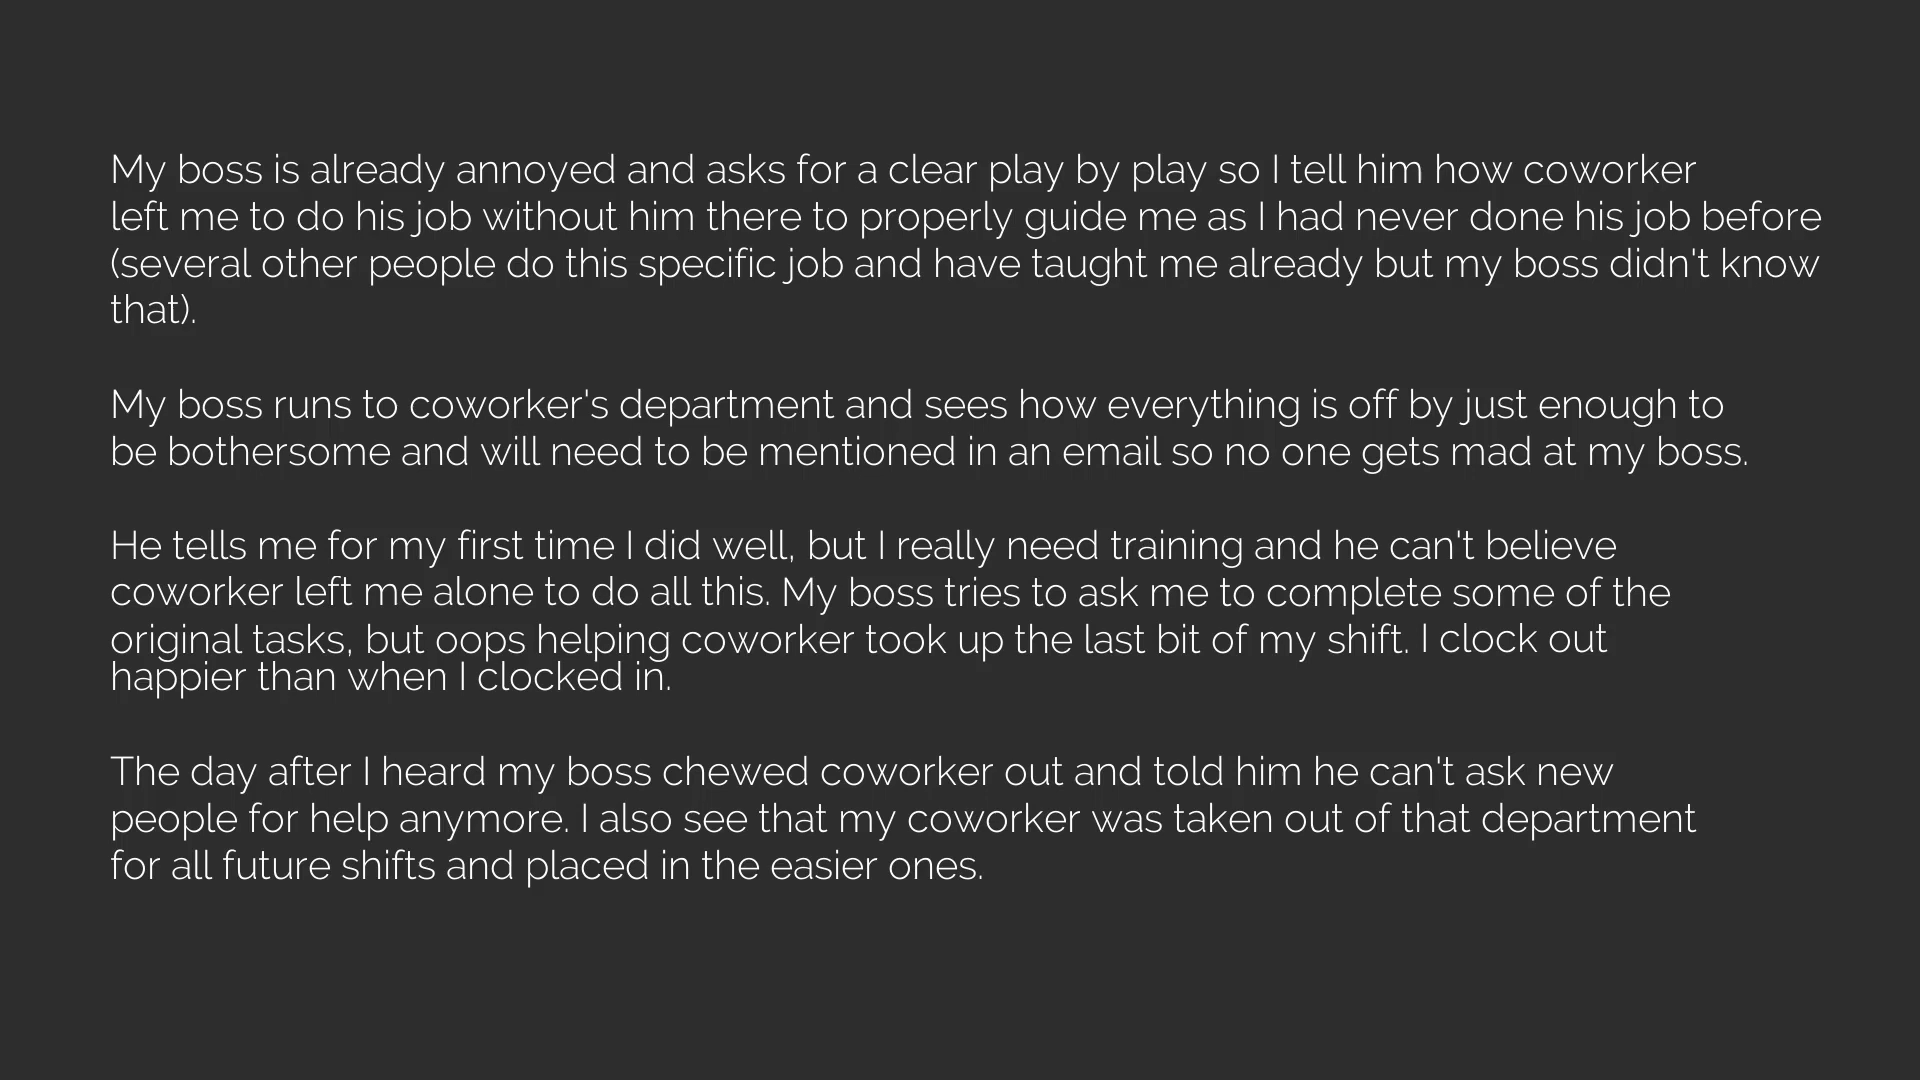 My boss is already annoyed and asks for a clear play by play so I tell him how coworker
left me to do his job without him there to properly guide me as I had never done his job before
(several other people do this specific job and have taught me already but my boss didn't know
that).
My boss runs to coworker's department and sees how everything is off by just enough to
be bothersome and will need to be mentioned in an email so no one gets mad at my boss.
He tells me for my first time I did well, but I really need training and he can't believe
coworker left me alone to do all this. My boss tries to ask me to complete some of the
original tasks, but oops helping coworker took up the last bit of my shift. I clock out
happier than when I clocked in.
The day after I heard my boss chewed coworker out and told him he can't ask new
people for help anymore. I also see that my coworker was taken out of that department
for all future shifts and placed in the easier ones.